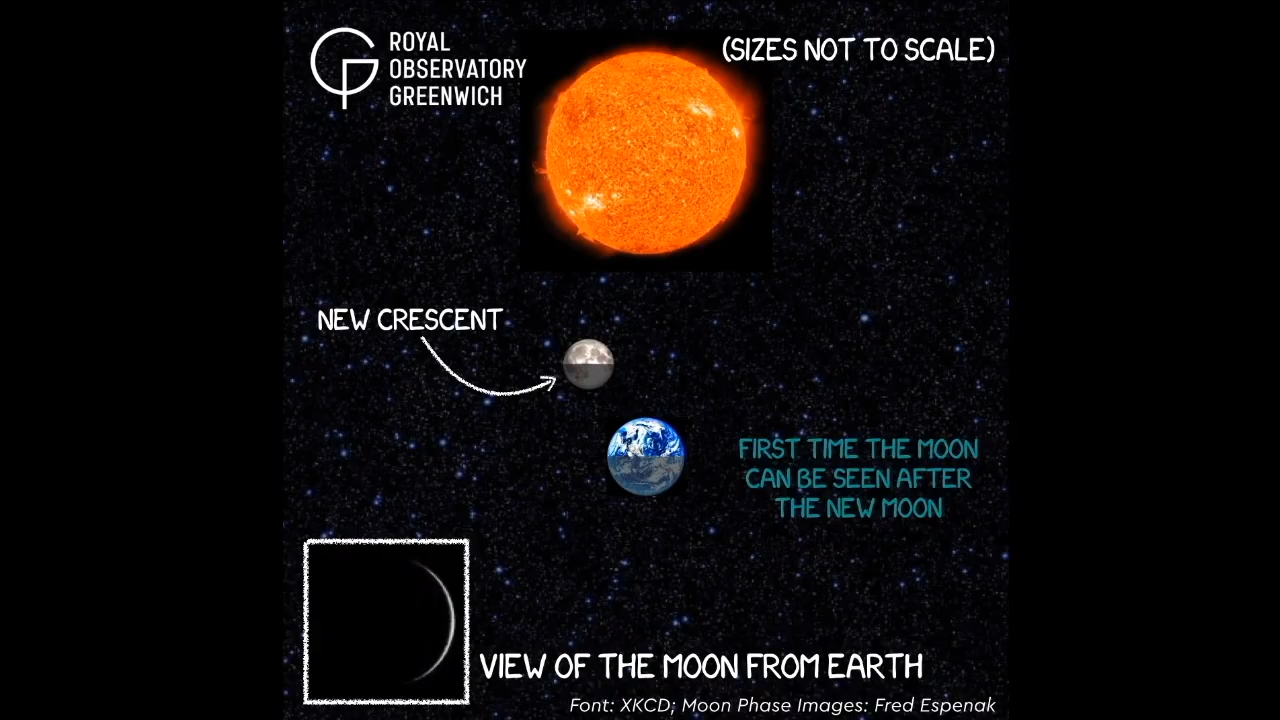 ROYAL
OBSERVATORY
GREENWICH
(SIZES NOT TO SCALE)
NEW CRESCENT
FIRST TIME THE MOON
CAN BE SEEN AFTER
THE NEW MOON
VIEW OF THE MOON FROM EARTH
Font: XKCD; Moon Phase Images: Fred Espenak